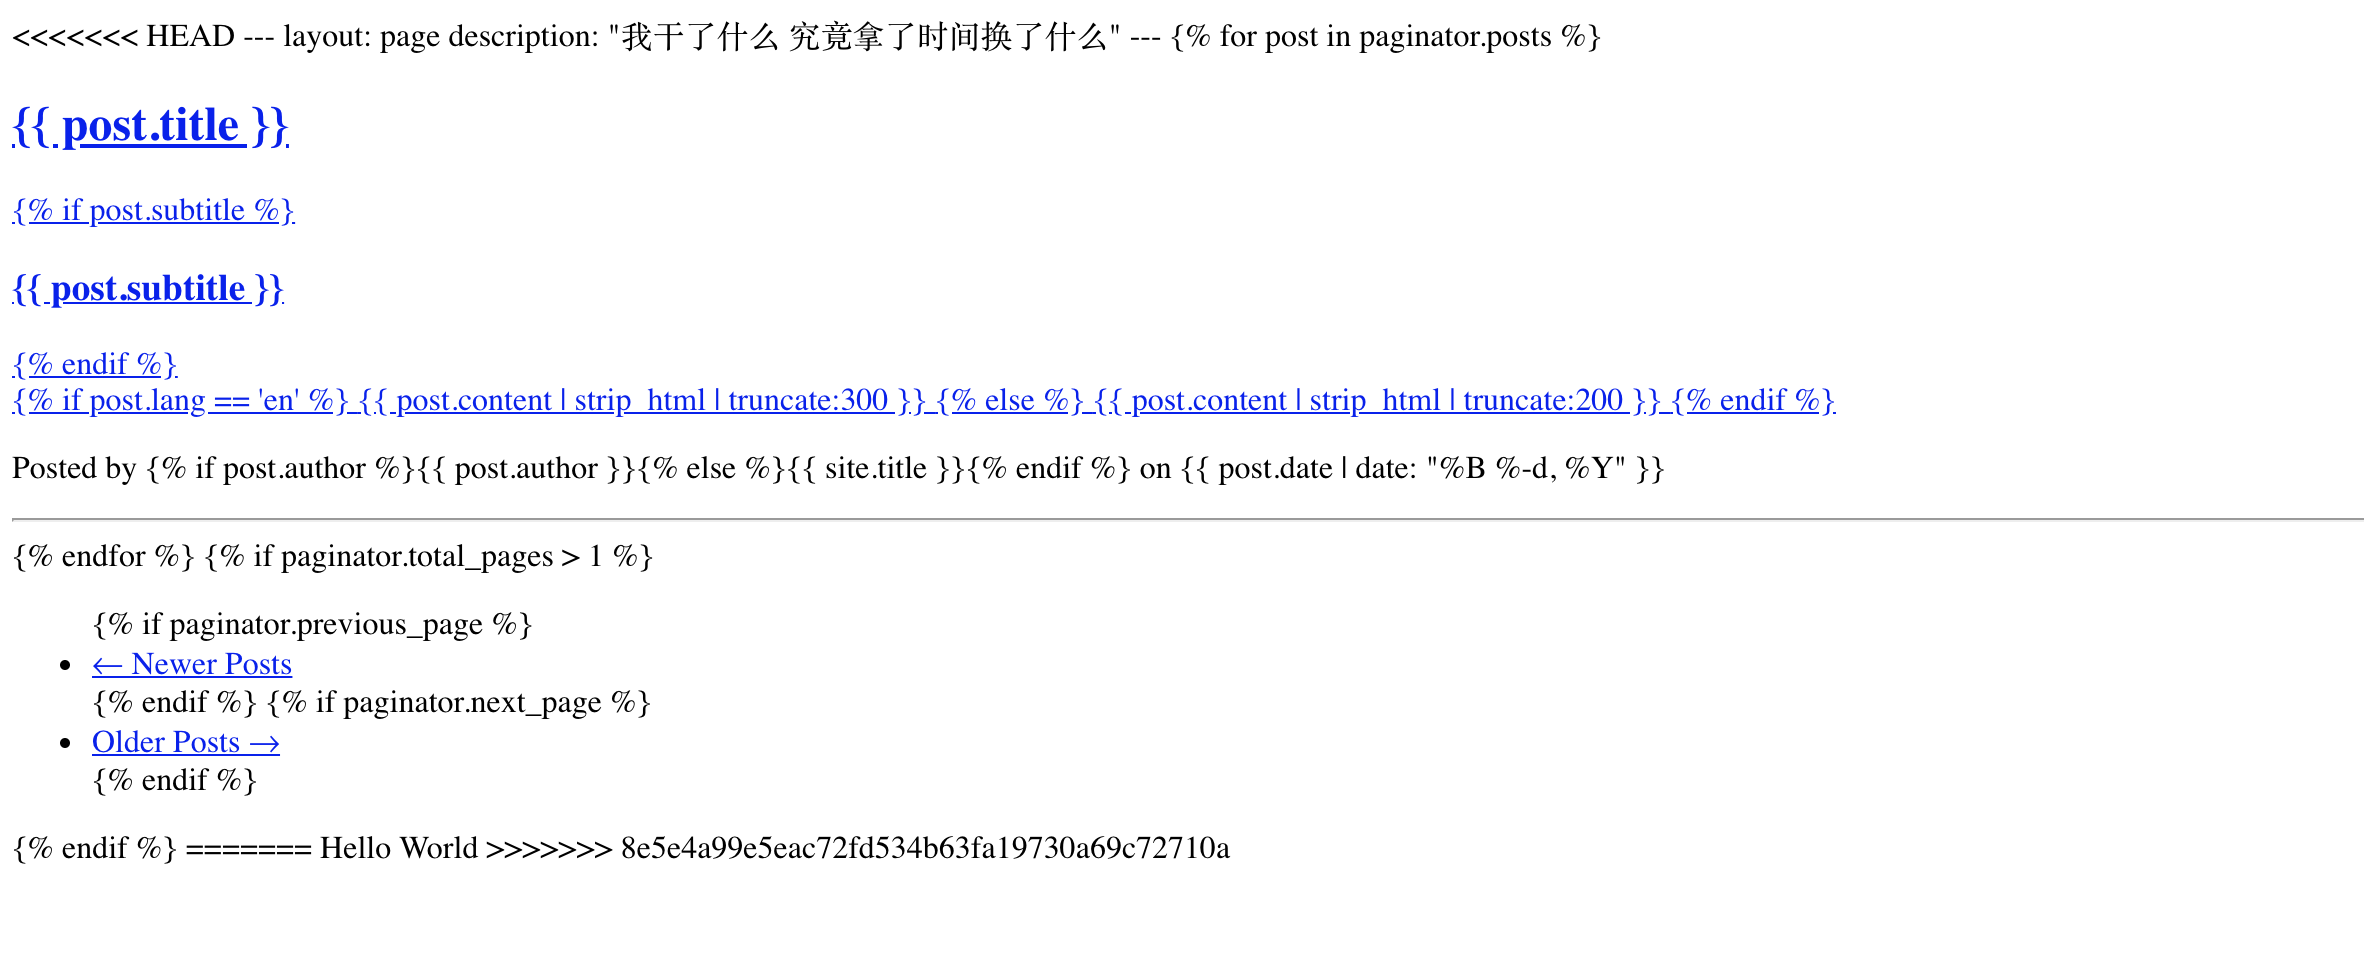 <<<<<<< HEAD --- layout: page description: "我干了什么 究竟拿了时间换了什么" --- {% for post in paginator.posts %}
{{ post.title }}
{% if post.subtitle %}
{{ post.subtitle }}
{% endif %}
{% if post.lang == 'en' %} {{ post.content | strip_html | truncate:300 }} {% else %} {{ post.content | strip_html | truncate:200 }} {% endif %}
Posted by {% if post.author %}{{ post.author }}{% else %}{{ site.title }}{% endif %} on {{ post.date | date: "%B %-d, %Y" }}
{% endfor %} {% if paginator.total_pages > 1 %}
{% if paginator.previous_page %}
• ← Newer Posts
{% endif %} {% if paginator.next_page %}
• Older Posts →
{% endif %}
{% endif %} ======= Hello World >>>>>>> 8e5e4a99e5eac72fd534b63fa19730a69c72710a